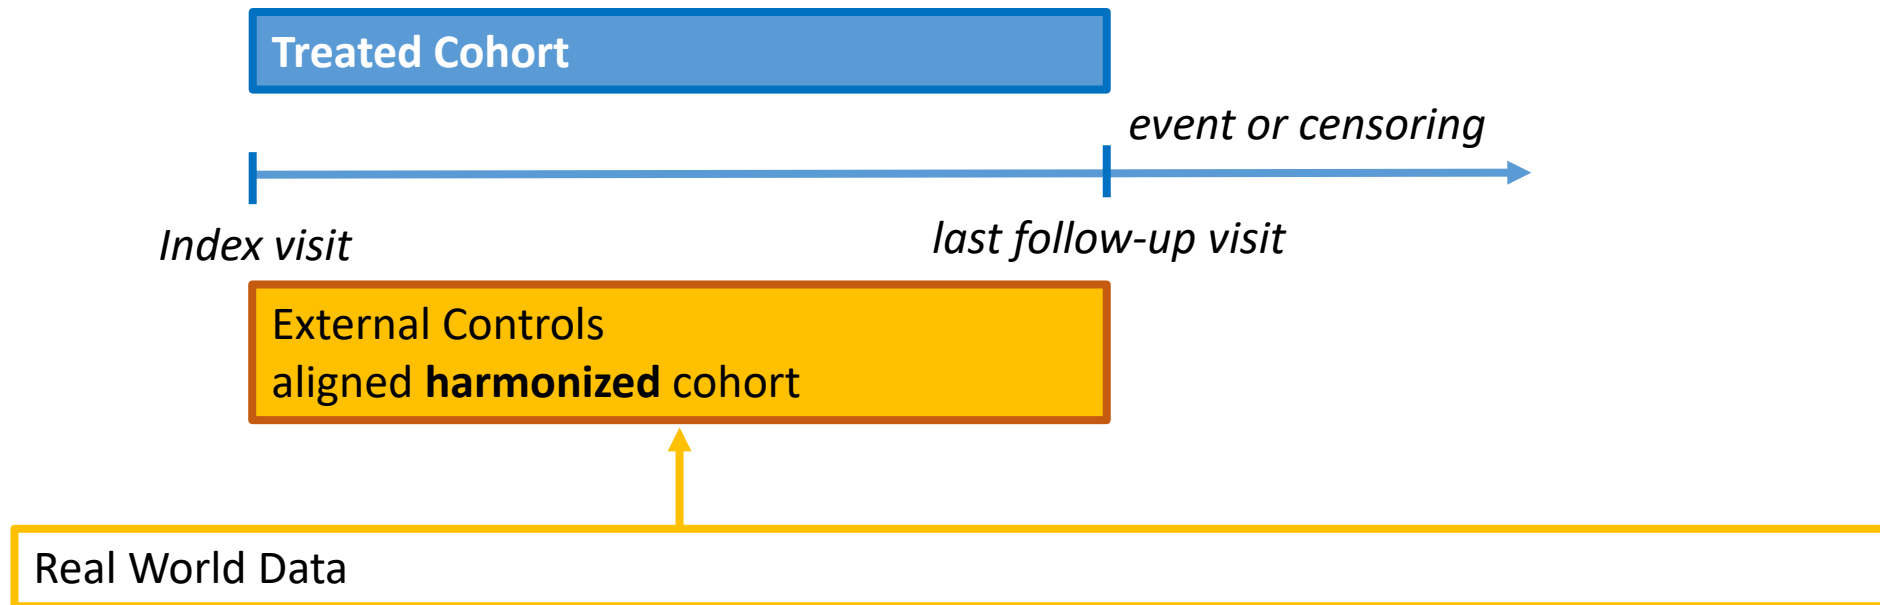 Treated Cohort
event or censoring
Index visit
last follow-up visit
External Controls
aligned harmonized cohort
Real World Data